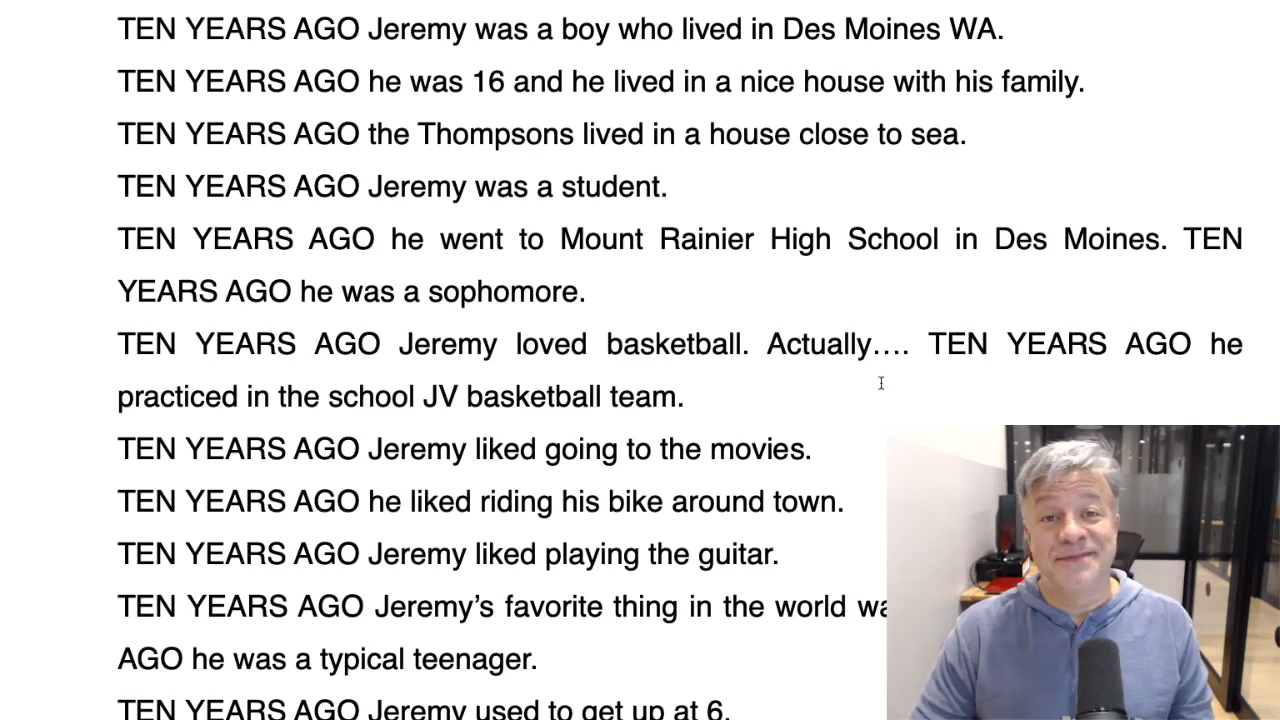 TEN YEARS AGO Jeremy was a boy who lived in Des Moines WA.
TEN YEARS AGO he was 16 and he lived in a nice house with his family.
TEN YEARS AGO the Thompsons lived in a house close to sea.
TEN YEARS AGO Jeremy was a student.
TEN YEARS AGO he went to Mount Rainier High School in Des Moines. TEN
YEARS AGO he was a sophomore.
TEN YEARS AGO Jeremy loved basketball. Actually…. TEN YEARS AGO he
practiced in the school JV basketball team.
TEN YEARS AGO Jeremy liked going to the movies.
TEN YEARS AGO he liked riding his bike around town.
TEN YEARS AGO Jeremy liked playing the guitar.
TEN YEARS AGO Jeremy’s favorite thing in the world
AGO he was a typical teenager.
TEN YEARS AGO Jeremy used to get up at 6.